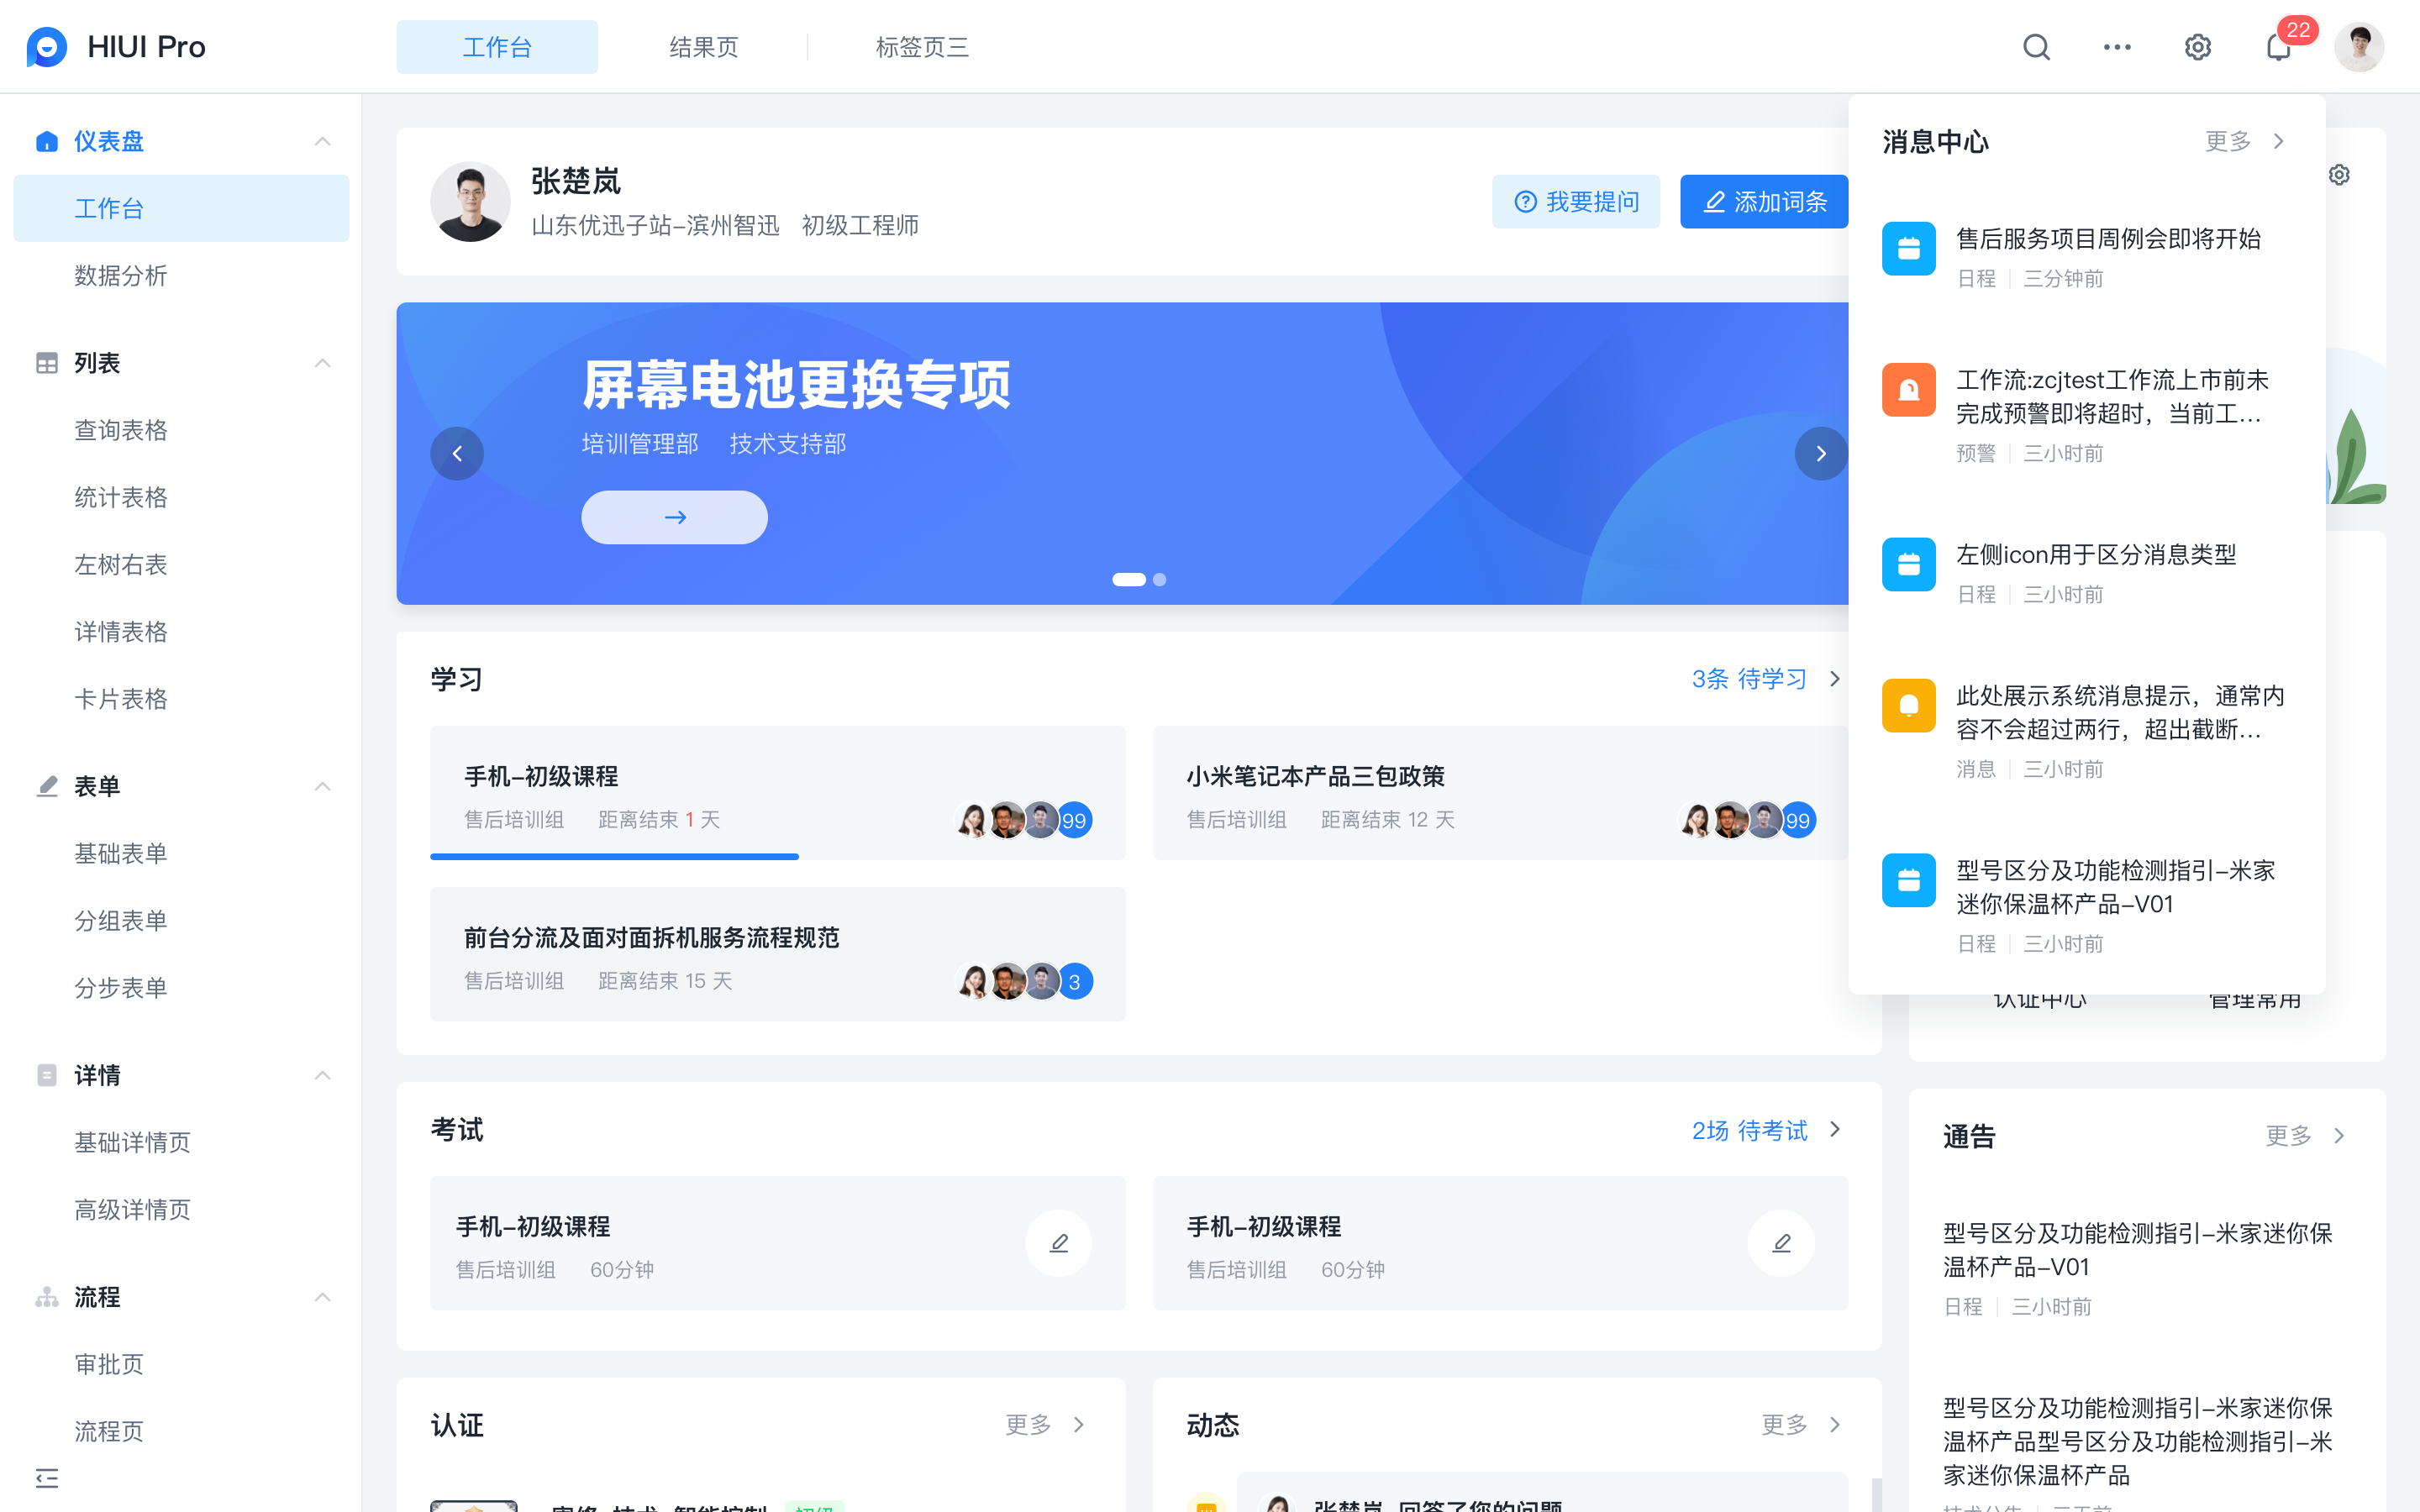 HIUI Pro
工作台
结果页
标签页三
22
仪表盘
工作台
数据分析
列表
查询表格
统计表格
左树右表
详情表格
卡片表格
表单
基础表单
分组表单
分步表单
详情
基础详情页
高级详情页
流程
审批页
流程页
张楚岚
山东优迅子站-滨州智迅 初级工程师
我要提问
添加词条
屏幕电池更换专项
培训管理部 技术支持部
学习
3条 待学习
手机-初级课程
售后培训组 距离结束 1 天
99
小米笔记本产品三包政策
售后培训组 距离结束 12 天
99
前台分流及面对面拆机服务流程规范
售后培训组 距离结束 15 天
3
考试
2场 待考试
手机-初级课程
售后培训组 60分钟
手机-初级课程
售后培训组 60分钟
认证
更多
动态
更多
张楚岚 回答了您的问题
消息中心
更多
售后服务项目周例会即将开始
日程 三分钟前
工作流:zcjtest工作流上市前未
完成预警即将超时，当前工...
预警 三小时前
左侧icon用于区分消息类型
日程 三小时前
此处展示系统消息提示，通常内
容不会超过两行，超出截断...
消息 三小时前
型号区分及功能检测指引-米家
迷你保温杯产品-V01
日程 三小时前
认证中心
管理常用
通告
更多
型号区分及功能检测指引-米家迷你保
温杯产品-V01
日程 三小时前
型号区分及功能检测指引-米家迷你保
温杯产品型号区分及功能检测指引-米
家迷你保温杯产品